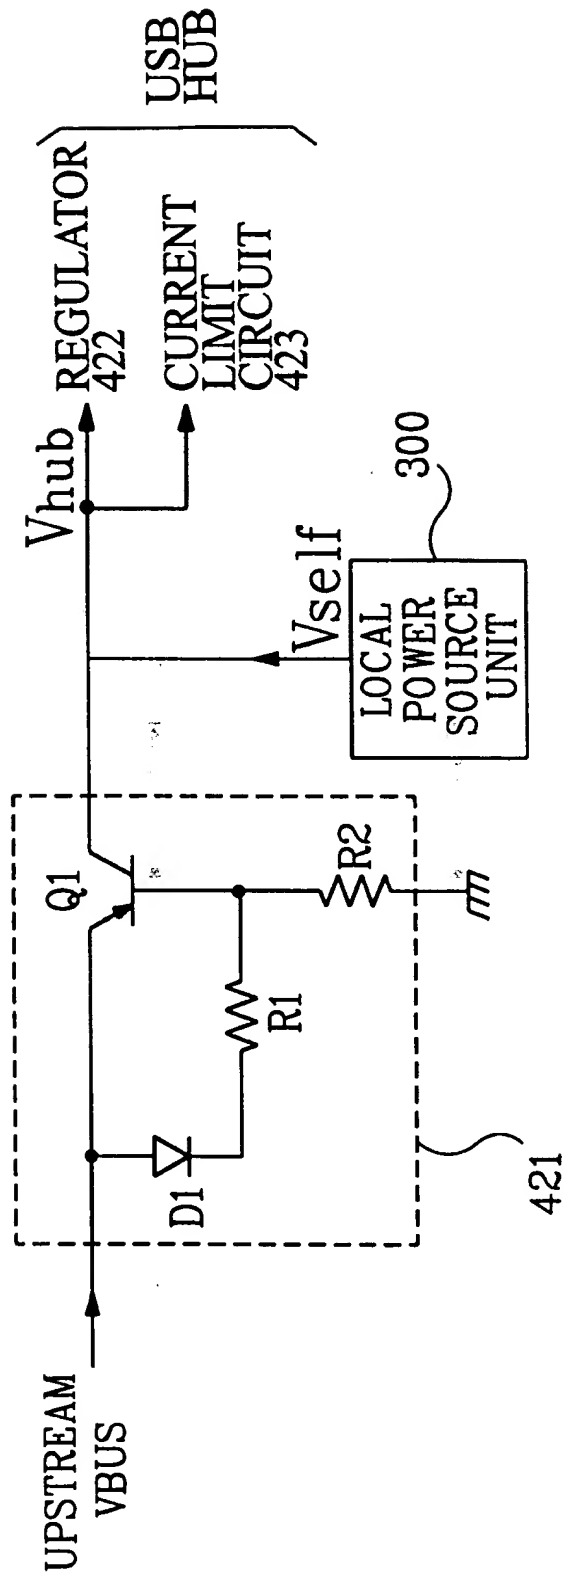 UPSTREAM
VBUS
D1
R1
Q1
R2
421
Vself
LOCAL
POWER
SOURCE
UNIT
300
Vhub
REGULATOR
422
CURRENT
LIMIT
CIRCUIT
423
USB
HUB